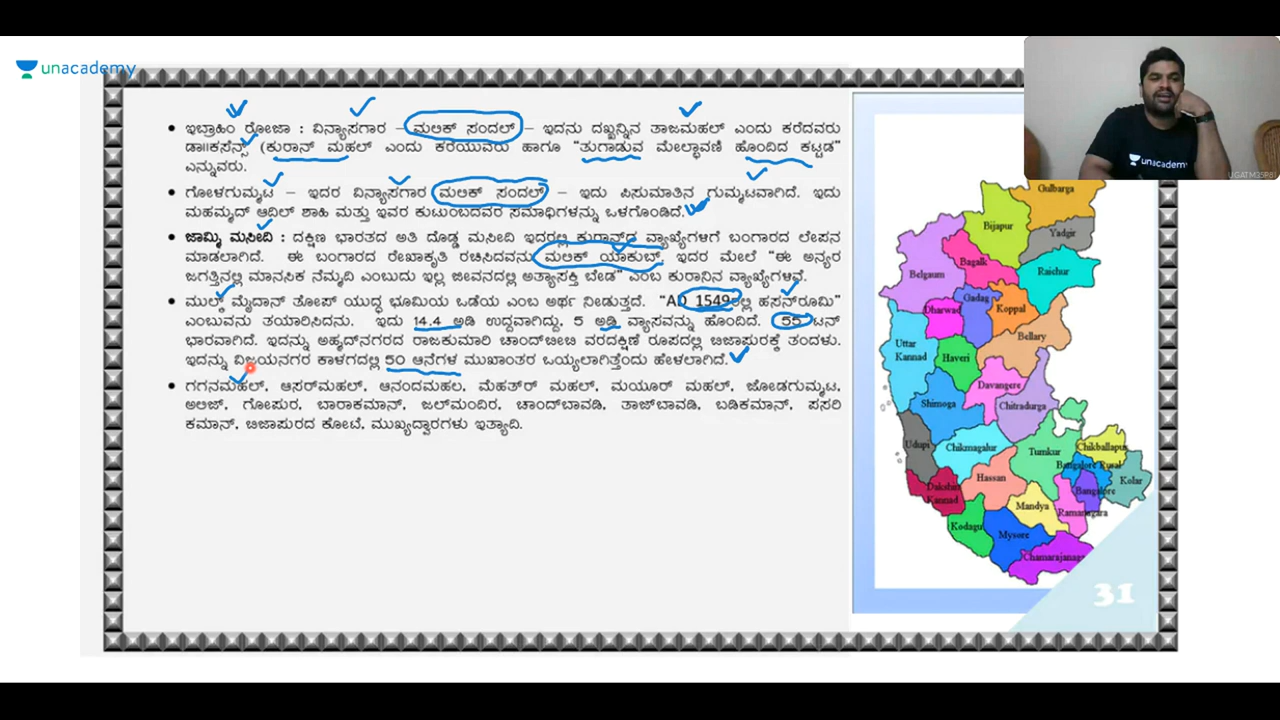 unacademy
unacademy
UGATM35P8I
• ಇಬ್ರಾಹಿಂ ರೋಜಾ : ವಿನ್ಯಾಸಗಾರ – ಮಲಿಕ್ ಸಂದಲ್ – ಇದನು ದಖ್ಖನ್ನಿನ ತಾಜಮಹಲ್ ಎಂದು ಕರೆದವರು
ಡಾ||ಕಸೆನ್ಸ್ (ಕುರಾನ್ ಮಹಲ್ ಎಂದು ಕರೆಯುವರು ಹಾಗೂ "ತುಗಾಡುವ ಮೇಲ್ಛಾವಣಿ ಹೊಂದಿದ ಕಟ್ಟಡ"
ಎನ್ನುವರು.
• ಗೋಳಗುಮ್ಮಟ – ಇದರ ವಿನ್ಯಾಸಗಾರ ಮಲಿಕ್ ಸಂದಲ್ – ಇದು ಪಿಸುಮಾತಿನ ಗುಮ್ಮಟವಾಗಿದೆ. ಇದು
ಮಹಮ್ಮದ್ ಆದಿಲ್ ಶಾಹಿ ಮತ್ತು ಇವರ ಕುಟುಂಬದವರ ಸಮಾಧಿಗಳನ್ನು ಒಳಗೊಂಡಿದೆ.
• ಜಾಮಿ ಮಸೀದಿ : ದಕ್ಷಿಣ ಭಾರತದ ಅತಿ ದೊಡ್ಡ ಮಸೀದಿ ಇದರಲ್ಲಿ ಕುರಾನ್‌ದ ವ್ಯಾಖ್ಯೆಗಳಿಗೆ ಬಂಗಾರದ ಲೇಪನ
ಮಾಡಲಾಗಿದೆ. ಈ ಬಂಗಾರದ ರೇಖಾಕೃತಿ ರಚಿಸಿದವನು ಮಲಿಕ್ ಯಾಕುಬ್. ಇದರ ಮೇಲೆ "ಈ ಅನ್ಯರ
ಜಗತ್ತಿನಲ್ಲಿ ಮಾನಸಿಕ ನೆಮ್ಮದಿ ಎಂಬುದು ಇಲ್ಲ ಜೀವನದಲ್ಲಿ ಅತ್ಯಾಸಕ್ತಿ ಬೇಡ" ಎಂಬ ಕುರಾನಿನ ವ್ಯಾಖ್ಯೆಗಳಿವೆ.
• ಮುಲ್ಕ್ ಮೈದಾನ್ ತೋಪ್ ಯುದ್ಧ ಭೂಮಿಯ ಒಡೆಯ ಎಂಬ ಅರ್ಥ ನೀಡುತ್ತದೆ. "AD 1549ರಲ್ಲಿ ಹಸನ್‌ರೂಮಿ"
ಎಂಬುವನು ತಯಾರಿಸಿದನು. ಇದು 14.4 ಅಡಿ ಉದ್ದವಾಗಿದ್ದು, 5 ಅಡಿ ವ್ಯಾಸವನ್ನು ಹೊಂದಿದೆ. 55 ಟನ್
ಭಾರವಾಗಿದೆ. ಇದನ್ನು ಅಹ್ಮದ್‌ನಗರದ ರಾಜಕುಮಾರಿ ಚಾಂದ್‌ಬೀಬಿ ವರದಕ್ಷಿಣೆ ರೂಪದಲ್ಲಿ ಬಿಜಾಪುರಕ್ಕೆ ತಂದಳು.
ಇದನ್ನು ವಿಜಯನಗರ ಕಾಳಗದಲ್ಲಿ 50 ಆನೆಗಳ ಮುಖಾಂತರ ಒಯ್ಯಲಾಗಿತ್ತೆಂದು ಹೇಳಲಾಗಿದೆ.
• ಗಗನಮಹಲ್, ಆಸರ್‌ಮಹಲ್, ಆನಂದಮಹಲ, ಮೆಹತರ್ ಮಹಲ್, ಮಯೂರ್ ಮಹಲ್, ಜೋಡಗುಮ್ಮಟ,
ಅಲಿಜ್, ಗೋಪುರ, ಬಾರಾಕಮಾನ್, ಜಲ್‌ಮಂದಿರ, ಚಾಂದ್‌ಬಾವಡಿ, ತಾಜ್‌ಬಾವಡಿ, ಬಡಿಕಮಾನ್, ಪಸರಿ
ಕಮಾನ್, ಬಿಜಾಪುರದ ಕೋಟೆ, ಮುಖ್ಯದ್ವಾರಗಳು ಇತ್ಯಾದಿ.
Gulbarga
Bijapur
Yadgir
Bagalk
Raichur
Belgaum
Gadag
Dharwad
Koppal
Bellary
Uttar
Kannad
Haveri
Davangere
Shimoga
Chitradurga
Udupi
Chikmagalur
Tumkur
Chikballapur
Bangalore Rural
Kolar
Hassan
Bangalore
Dakshin
Kannad
Mandya
Ramanagara
Kodagu
Mysore
Chamarajanaga
31